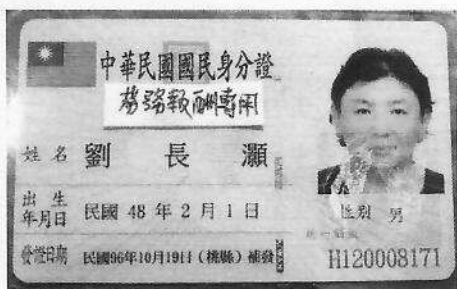 中華民國國民身分證
勞務報酬專用
姓名 劉長灝
出生年月日 民國 48 年 2 月 1 日
性別 男
發證日期 民國96年10月19日(桃縣)補發
H120008171